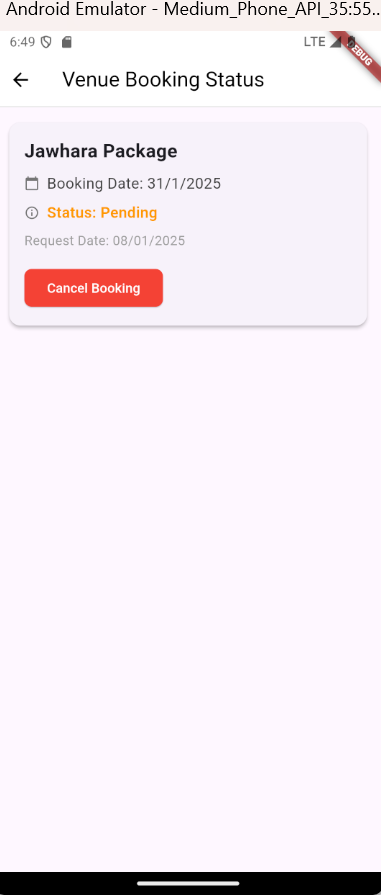 Android Emulator - Medium_Phone_API_35:55...
6:49
LTE
DEBUG
Venue Booking Status
Jawhara Package
Booking Date: 31/1/2025
Status: Pending
Request Date: 08/01/2025
Cancel Booking